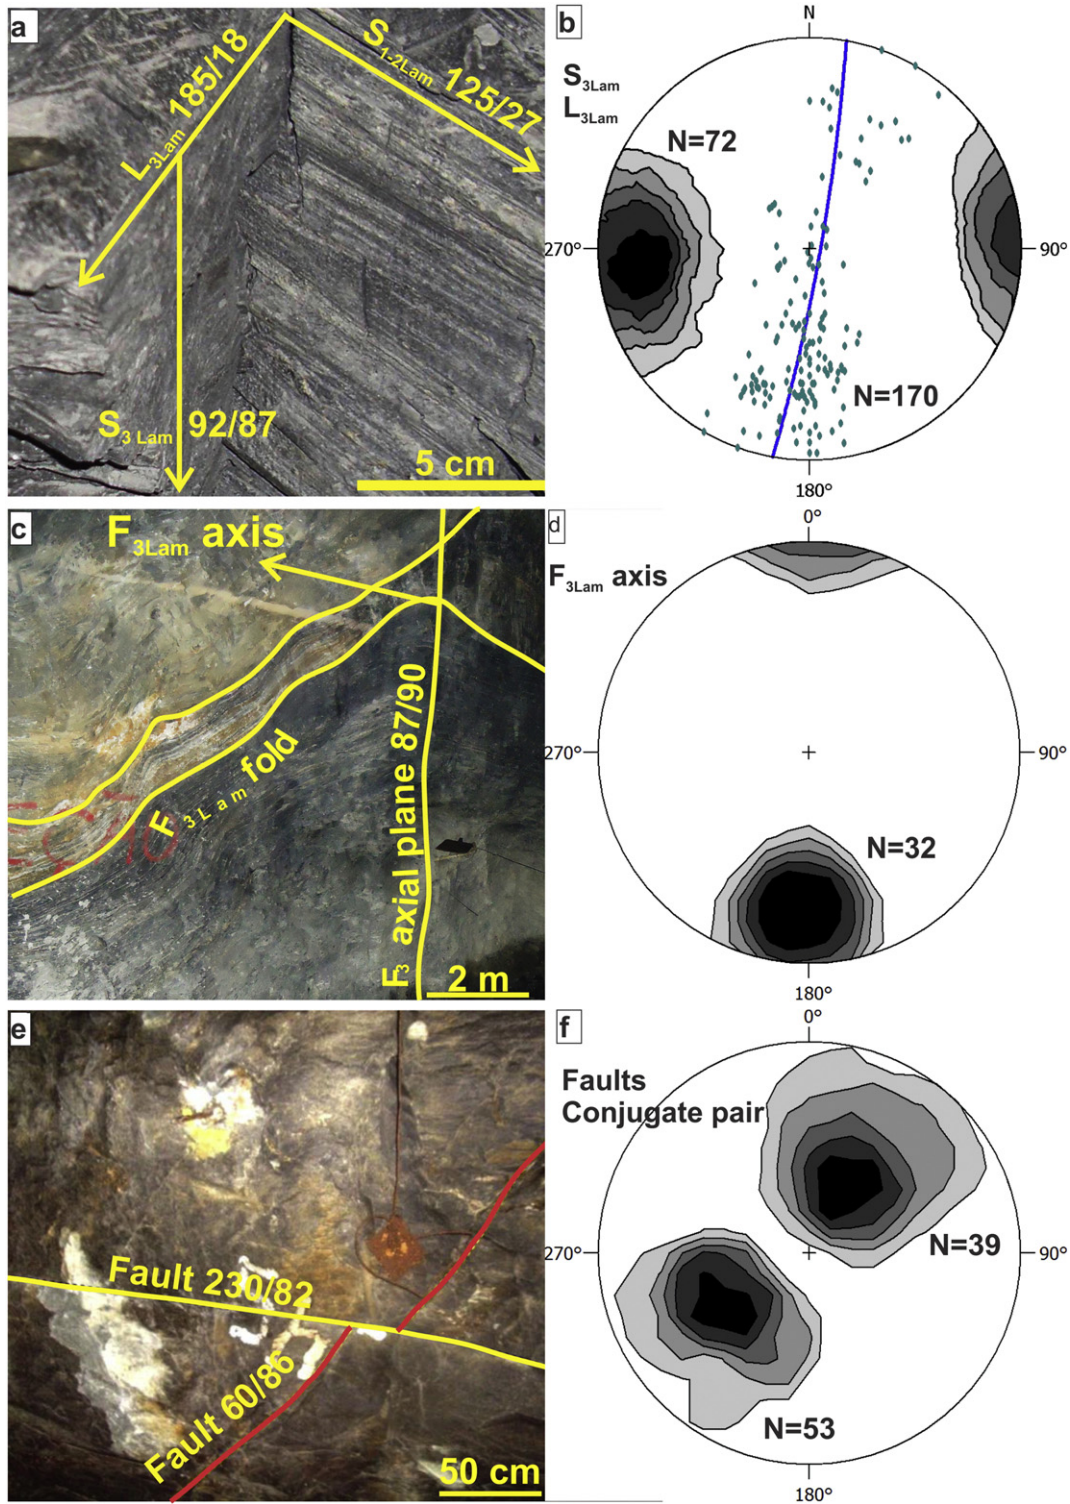 a
L3Lam 185/18
S1-2Lam 125/27
S3 Lam 92/87
5 cm
b
N
S3Lam
L3Lam
N=72
270°
90°
N=170
180°
c
F3Lam axis
F3Lam fold
F3 axial plane 87/90
2 m
d
0°
F3Lam axis
270°
90°
N=32
180°
e
Fault 230/82
Fault 60/86
50 cm
f
0°
Faults
Conjugate pair
270°
90°
N=39
N=53
180°